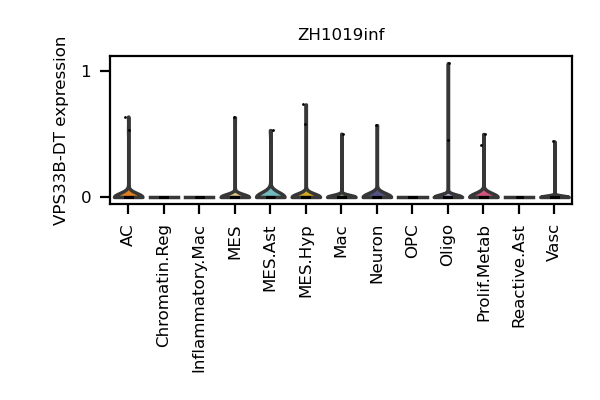 ZH1019inf
VPS33B-DT expression
1
0
AC
Chromatin.Reg
Inflammatory.Mac
MES
MES.Ast
MES.Hyp
Mac
Neuron
OPC
Oligo
Prolif.Metab
Reactive.Ast
Vasc